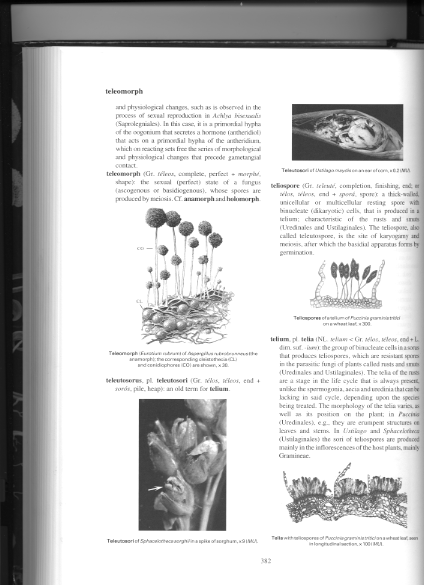 teleomorph
and physiological changes, such as is observed in the
process of sexual reproduction in Achlya bisexualis
(Saprolegniales). In this case, it is a primordial hypha
of the oogonium that secretes a hormone (antheridiol)
that acts on a primordial hypha of the antheridium,
which on reacting sets free the series of morphological
and physiological changes that precede gametangial
contact.
teleomorph (Gr. téleos, complete, perfect + morphé,
shape): the sexual (perfect) state of a fungus
(ascogenous or basidiogenous), whose spores are
produced by meiosis. Cf. anamorph and holomorph.
CO
CL
Teleomorph (Eurotium rubrum) of Aspergillus rubrobrunneus (the
anamorph); the corresponding cleistothecia (CL)
and conidiophores (CO) are shown, x 28.
teleutosorus, pl. teleutosori (Gr. télos, téleos, end +
sorós, pile, heap): an old term for telium.
Teleutosori of Sphacelotheca sorghi in a spike of sorghum, x 9 (MU).
Teleutosori of Ustilago maydis on an ear of corn, x 0.2 (MU).
teliospore (Gr. teleuté, completion, finishing, end, or
télos, téleos, end + sporá, spore): a thick-walled,
unicellular or multicellular resting spore with
binucleate (dikaryotic) cells, that is produced in a
telium; characteristic of the rusts and smuts
(Uredinales and Ustilaginales). The teliospore, also
called teleutospore, is the site of karyogamy and
meiosis, after which the basidial apparatus forms by
germination.
Teliospores of a telium of Puccinia graminis tritici
on a wheat leaf, x 300.
telium, pl. telia (NL. telium < Gr. télos, téleos, end + L.
dim. suf. -ium): the group of binucleate cells in a sorus
that produces teliospores, which are resistant spores
in the parasitic fungi of plants called rusts and smuts
(Uredinales and Ustilaginales). The telia of the rusts
are a stage in the life cycle that is always present,
unlike the spermogonia, aecia and uredinia that can be
lacking in said cycle, depending upon the species
being treated. The morphology of the telia varies, as
well as its position on the plant; in Puccinia
(Uredinales), e.g., they are erumpent structures on
leaves and stems. In Ustilago and Sphacelotheca
(Ustilaginales) the sori of teliospores are produced
mainly in the inflorescences of the host plants, mainly
Gramineae.
Telia with teliospores of Puccinia graminis tritici on a wheat leaf, seen
in longitudinal section, x 100 (MU).
382